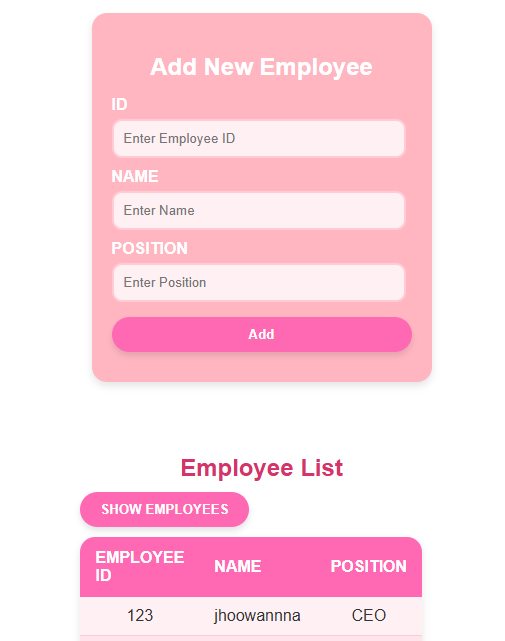 Add New Employee
ID
Enter Employee ID
NAME
Enter Name
POSITION
Enter Position
Add
Employee List
SHOW EMPLOYEES
EMPLOYEE ID NAME POSITION
123 jhoowannna CEO